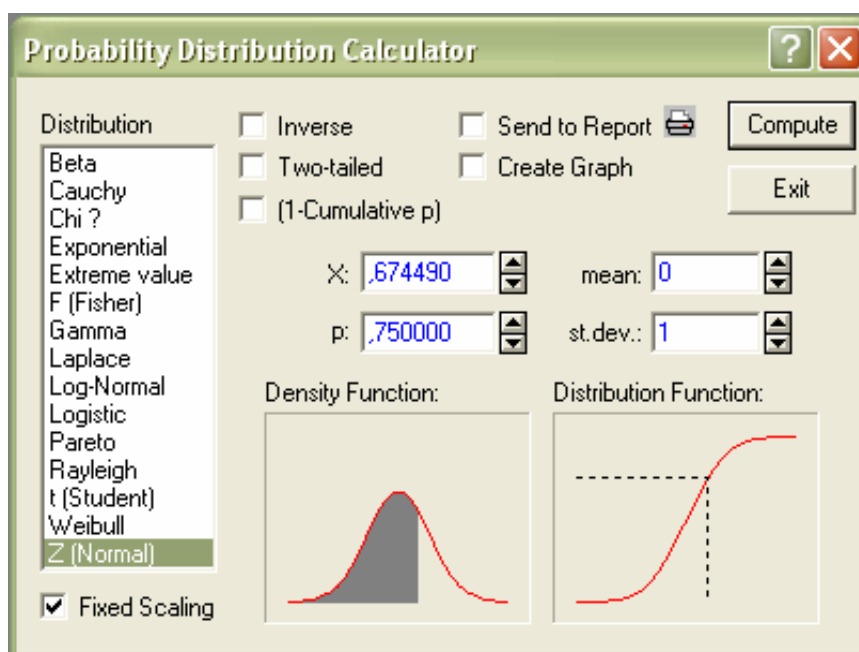 Probability Distribution Calculator
Distribution
Beta
Cauchy
Chi ?
Exponential
Extreme value
F (Fisher)
Gamma
Laplace
Log-Normal
Logistic
Pareto
Rayleigh
t (Student)
Weibull
Z (Normal)
Fixed Scaling
Inverse
Two-tailed
(1-Cumulative p)
Send to Report
Create Graph
Compute
Exit
X: ,674490 mean: 0
p: ,750000 st.dev.: 1
Density Function: Distribution Function: